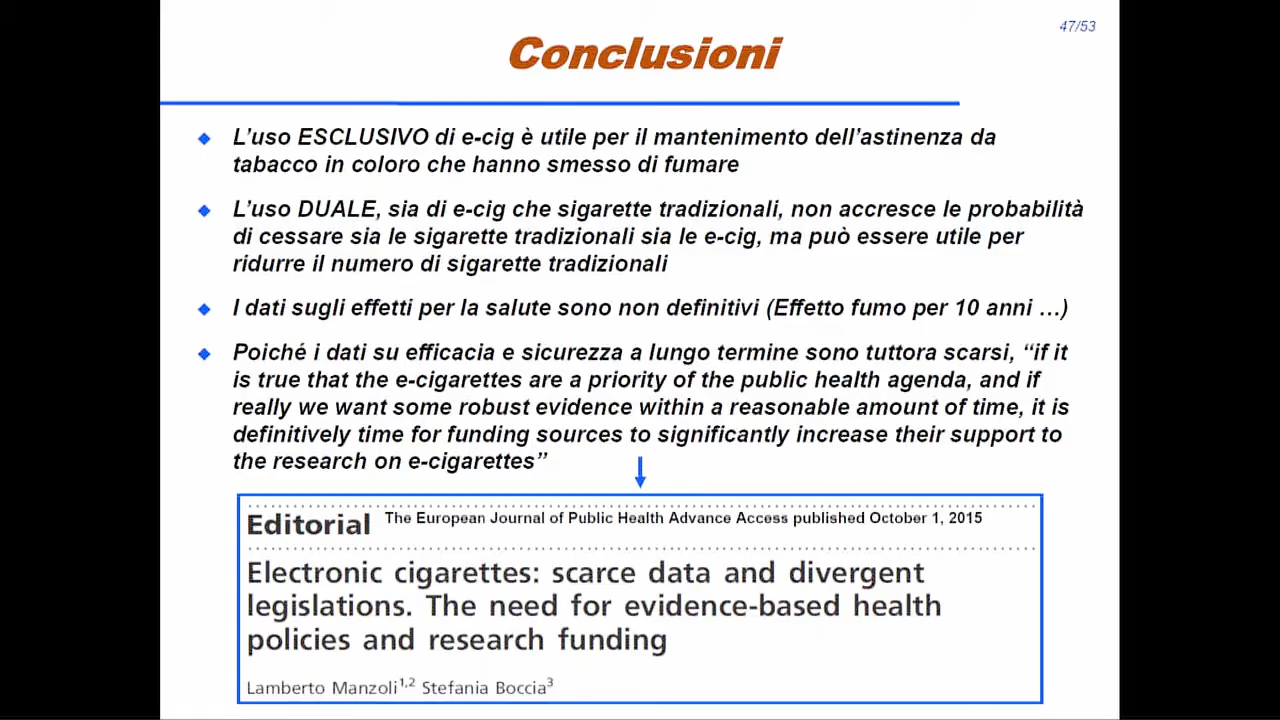 47/53
Conclusioni
L'uso ESCLUSIVO di e-cig è utile per il mantenimento dell'astinenza da
tabacco in coloro che hanno smesso di fumare
L'uso DUALE, sia di e-cig che sigarette tradizionali, non accresce le probabilità
di cessare sia le sigarette tradizionali sia le e-cig, ma può essere utile per
ridurre il numero di sigarette tradizionali
I dati sugli effetti per la salute sono non definitivi (Effetto fumo per 10 anni …)
Poiché i dati su efficacia e sicurezza a lungo termine sono tuttora scarsi, “if it
is true that the e-cigarettes are a priority of the public health agenda, and if
really we want some robust evidence within a reasonable amount of time, it is
definitively time for funding sources to significantly increase their support to
the research on e-cigarettes”
Editorial The European Journal of Public Health Advance Access published October 1, 2015
Electronic cigarettes: scarce data and divergent
legislations. The need for evidence-based health
policies and research funding
Lamberto Manzoli1,2 Stefania Boccia3